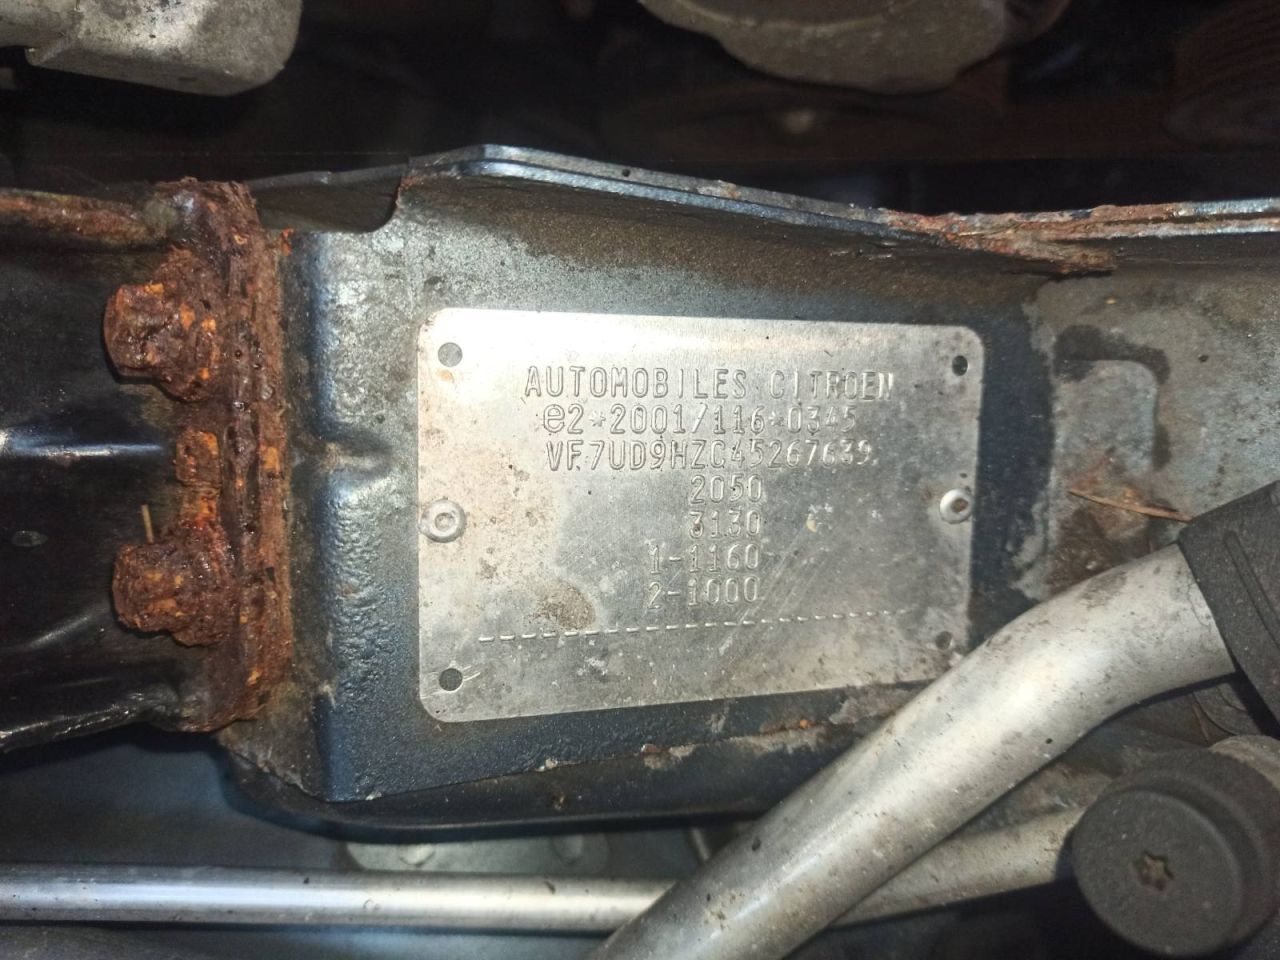 AUTOMOBILES CITROEN
e2*2001/116*0345
VF7UD9HZC45267639
2050
3130
1-1160
2-1000